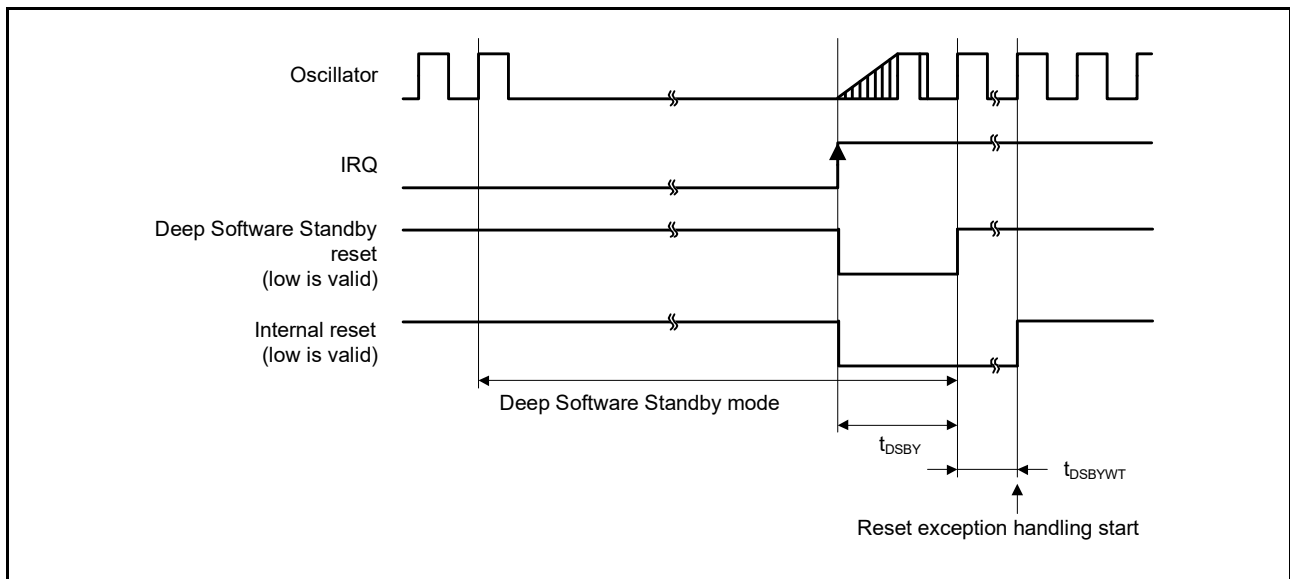 Oscillator
IRQ
Deep Software Standby
reset
(low is valid)
Internal reset
(low is valid)
Deep Software Standby mode
tDSBY
tDSBYWT
Reset exception handling start